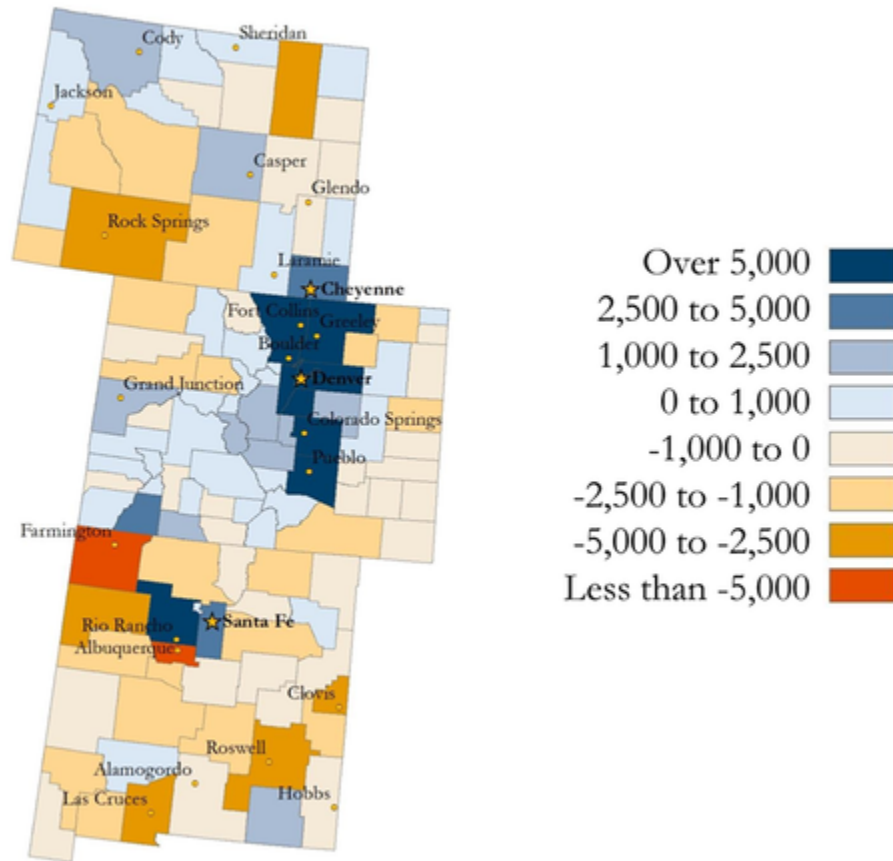 Cody
Sheridan
Jackson
Casper
Glendo
Rock Springs
Laramie
Cheyenne
Fort Collins
Greeley
Boulder
Denver
Grand Junction
Colorado Springs
Pueblo
Farmington
Santa Fe
Rio Rancho
Albuquerque
Clovis
Roswell
Alamogordo
Las Cruces
Hobbs
Over 5,000
2,500 to 5,000
1,000 to 2,500
0 to 1,000
-1,000 to 0
-2,500 to -1,000
-5,000 to -2,500
Less than -5,000